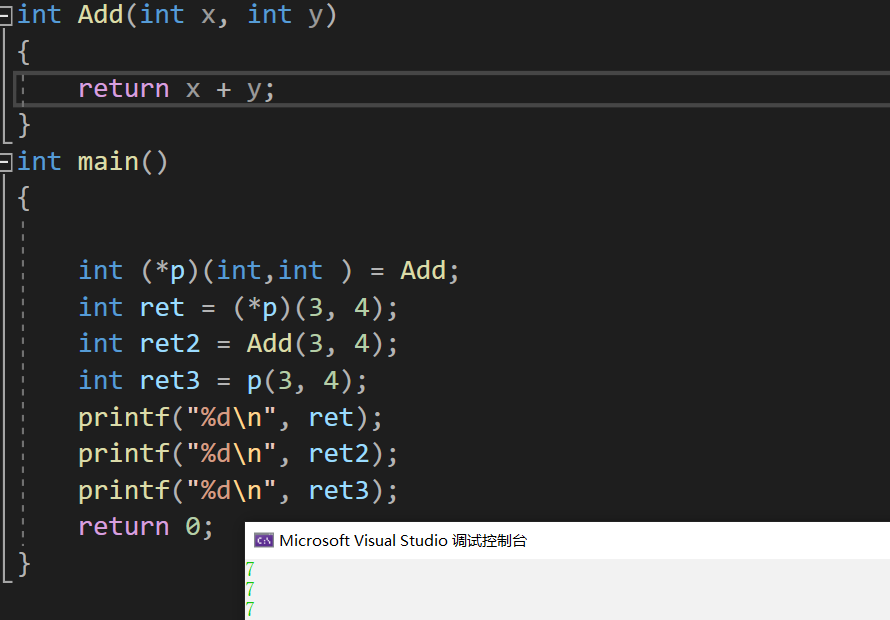 int Add(int x, int y)
{
    return x + y;
}
int main()
{
    int (*p)(int,int ) = Add;
    int ret = (*p)(3, 4);
    int ret2 = Add(3, 4);
    int ret3 = p(3, 4);
    printf("%d\n", ret);
    printf("%d\n", ret2);
    printf("%d\n", ret3);
    return 0;
}
Microsoft Visual Studio 调试控制台
7
7
7